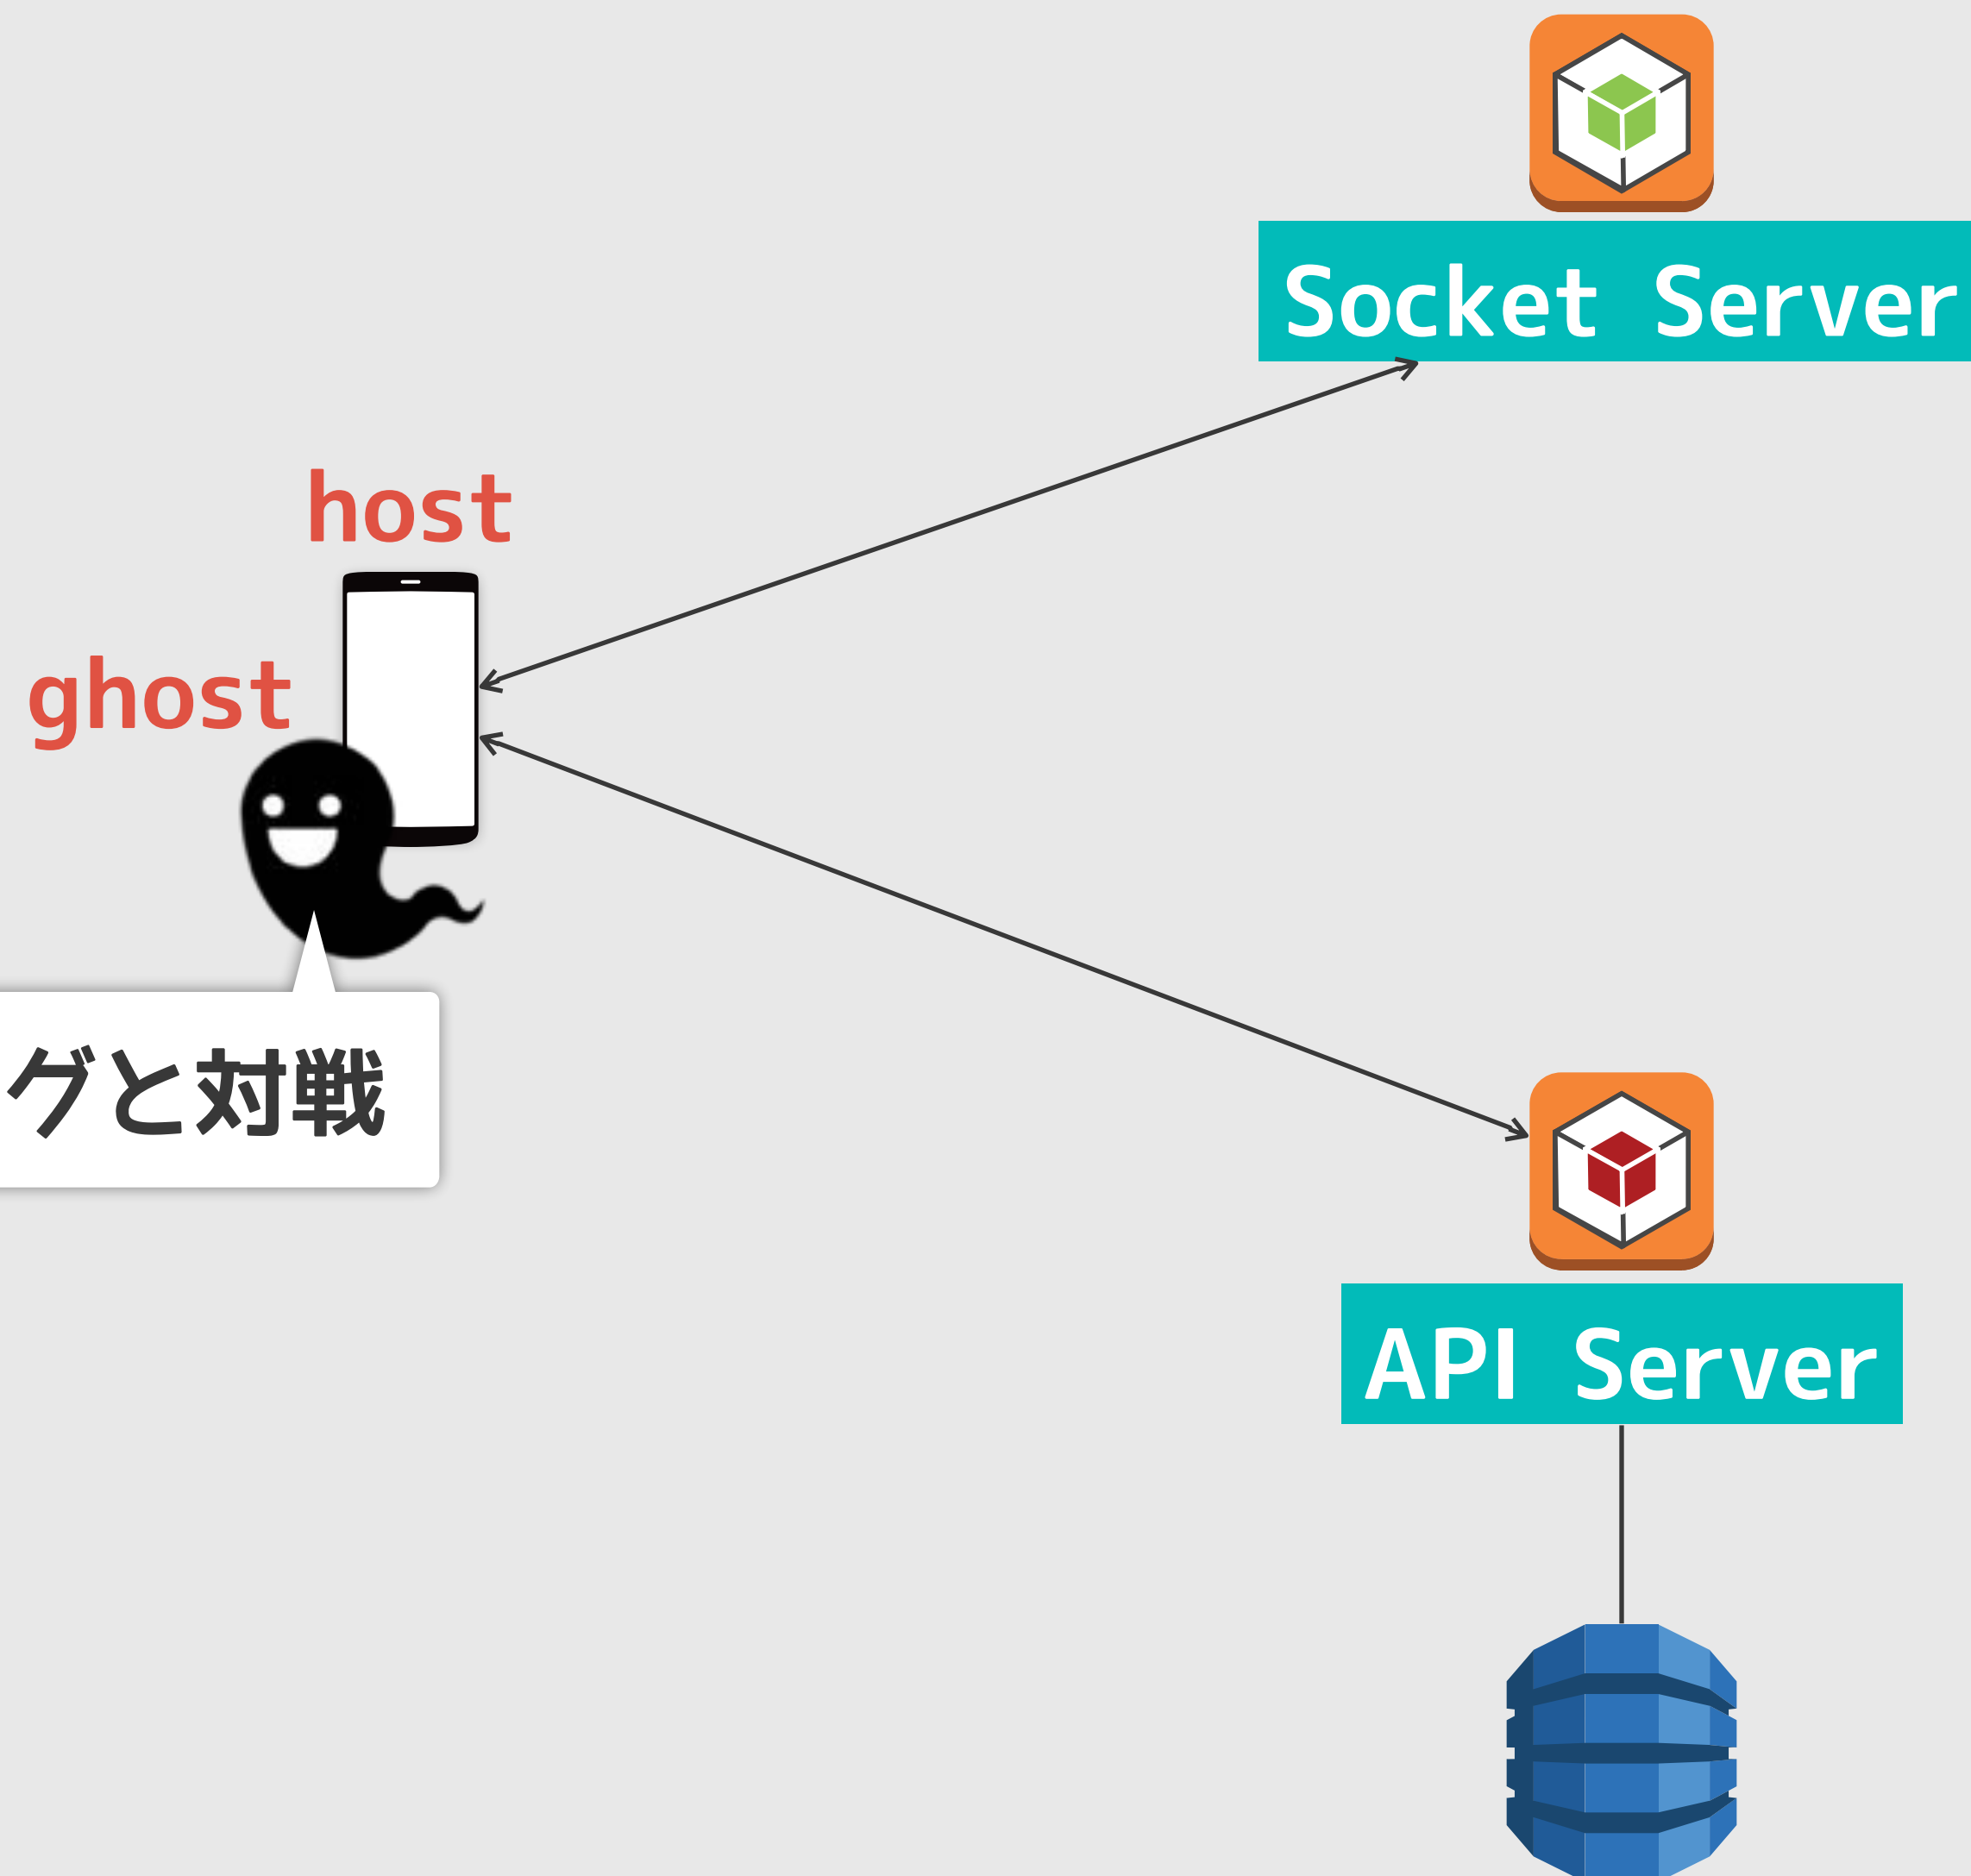 Socket Server
host
ghost
グと対戦
API Server